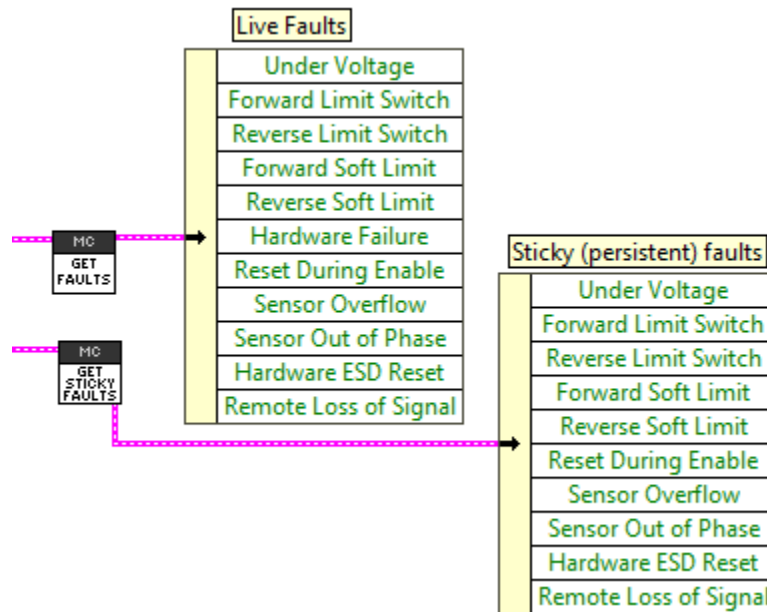 Live Faults
Under Voltage
Forward Limit Switch
Reverse Limit Switch
Forward Soft Limit
Reverse Soft Limit
Hardware Failure
Reset During Enable
Sensor Overflow
Sensor Out of Phase
Hardware ESD Reset
Remote Loss of Signal
MC
GET
FAULTS
MC
GET
STICKY
FAULTS
Sticky (persistent) faults
Under Voltage
Forward Limit Switch
Reverse Limit Switch
Forward Soft Limit
Reverse Soft Limit
Reset During Enable
Sensor Overflow
Sensor Out of Phase
Hardware ESD Reset
Remote Loss of Signal